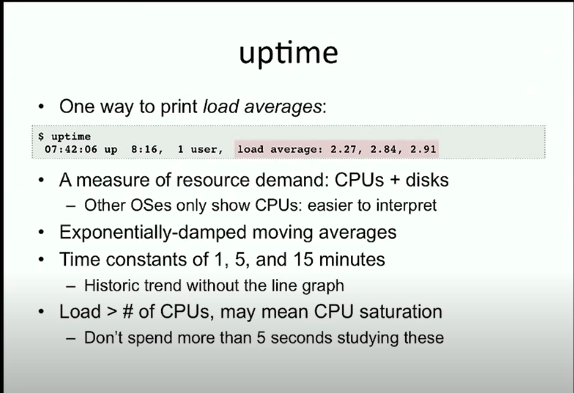 uptime
• One way to print load averages:
$ uptime
07:42:06 up  8:16,  1 user,  load average: 2.27, 2.84, 2.91
• A measure of resource demand: CPUs + disks
– Other OSes only show CPUs: easier to interpret
• Exponentially-damped moving averages
• Time constants of 1, 5, and 15 minutes
– Historic trend without the line graph
• Load > # of CPUs, may mean CPU saturation
– Don't spend more than 5 seconds studying these